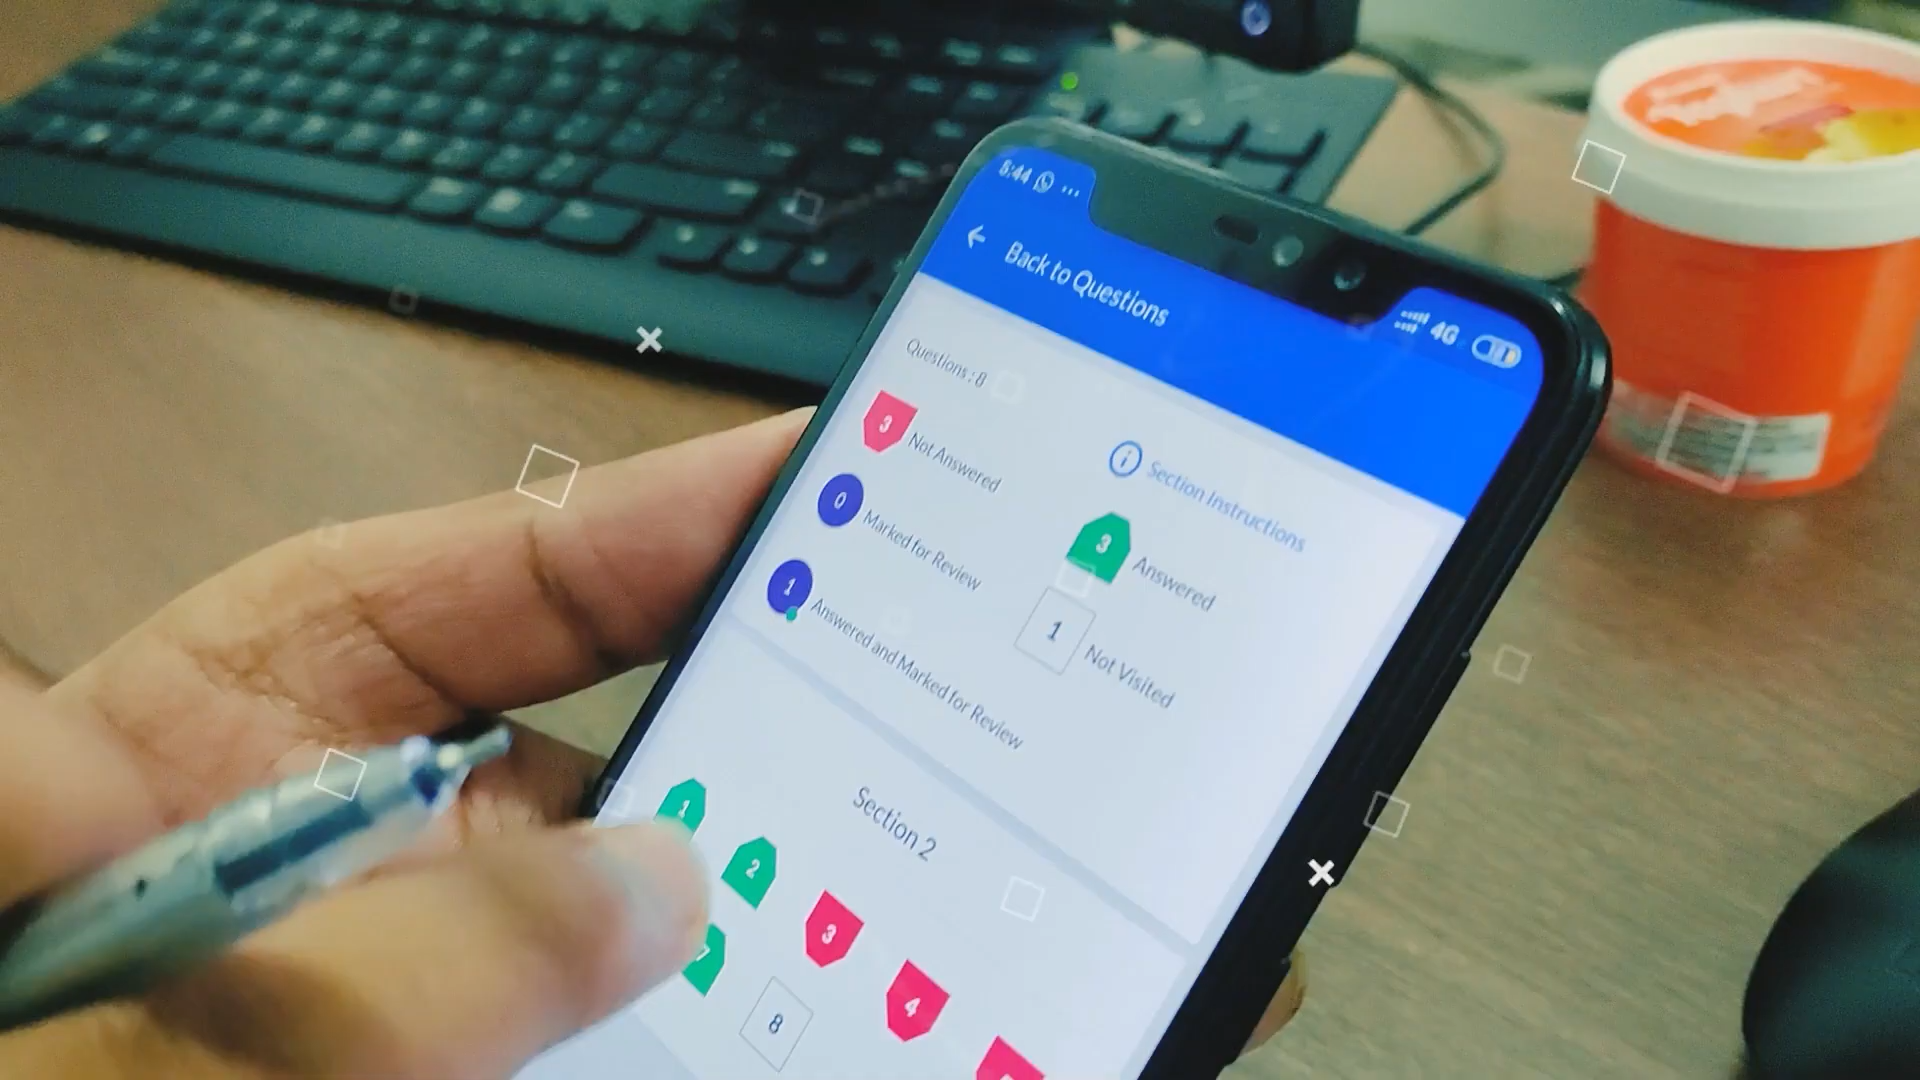 5:44 ...
4G
← Back to Questions
Questions : 8
ⓘ Section Instructions
3 Not Answered
3 Answered
0 Marked for Review
1 Not Visited
1 Answered and Marked for Review
Section 2
1
2
3
4
7
8